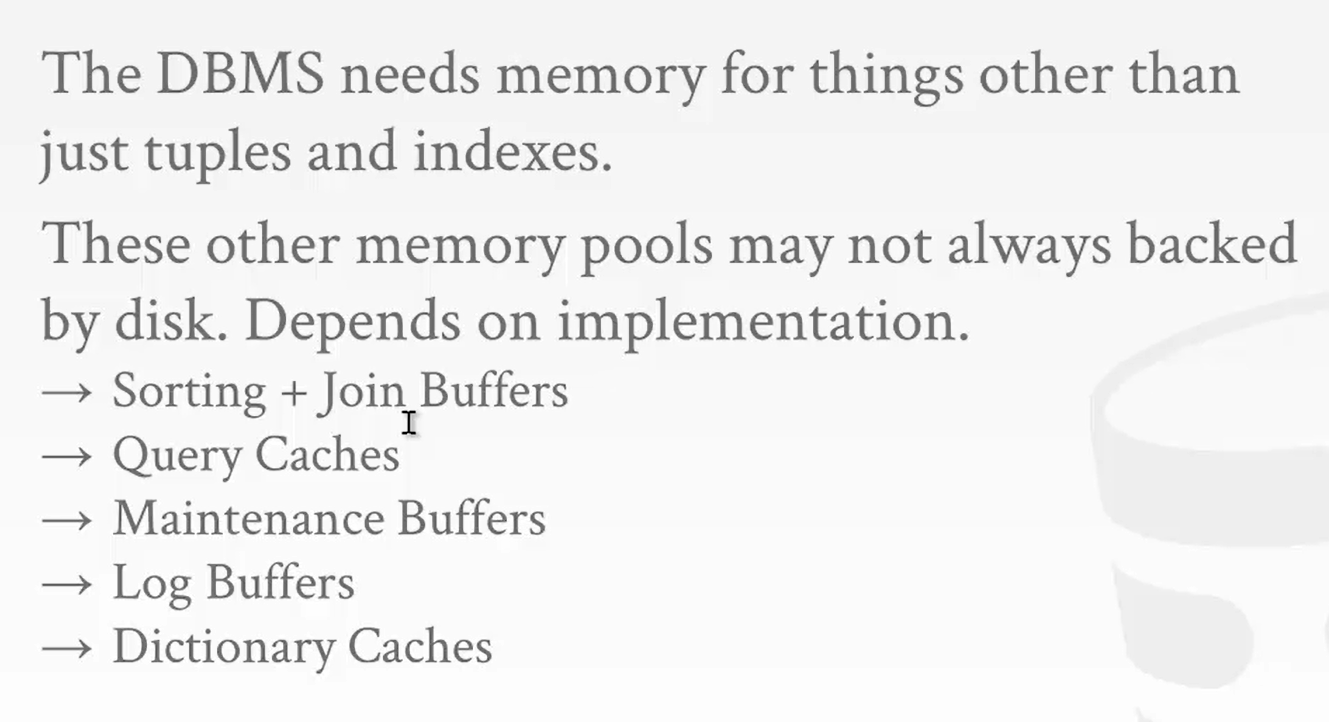 The DBMS needs memory for things other than
just tuples and indexes.
These other memory pools may not always backed
by disk. Depends on implementation.
→ Sorting + Join Buffers
→ Query Caches
→ Maintenance Buffers
→ Log Buffers
→ Dictionary Caches